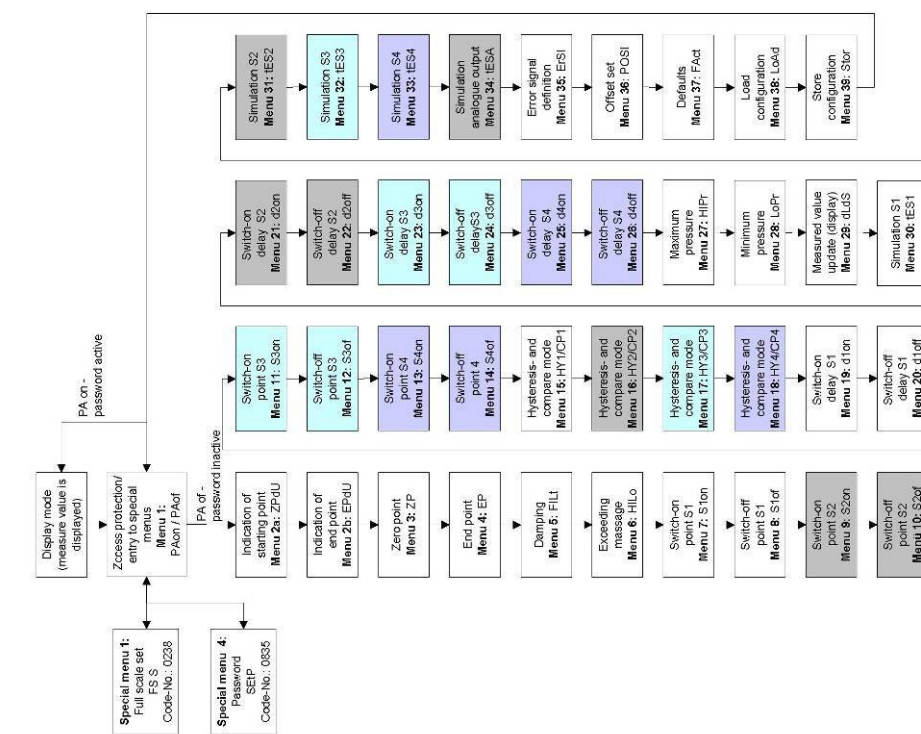 Display mode
(measure value is
displayed)
PA on -
password active
Zccess protection/
entry to special
menus
Menu 1:
PAon / PAof
PA of -
password inactive
Special menu 1:
Full scale set
FS S
Code-No.: 0238
Special menu 4:
Password
SEtP
Code-No.: 0835
Indication of
starting point
Menu 2a: ZPdU
Indication of
end point
Menu 2b: EPdU
Zero point
Menu 3: ZP
End point
Menu 4: EP
Damping
Menu 5: FILt
Exceeding
massage
Menu 6: HILo
Switch-on
point S1
Menu 7: S1on
Switch-off
point S1
Menu 8: S1of
Switch-on
point S2
Menu 9: S2on
Switch-off
point S2
Menu 10: S2of
Switch-on
point S3
Menu 11: S3on
Switch-off
point S3
Menu 12: S3of
Switch-on
point S4
Menu 13: S4on
Switch-off
point 4
Menu 14: S4of
Hysteresis- and
compare mode
Menu 15: HY1/CP1
Hysteresis- and
compare mode
Menu 16: HY2/CP2
Hysteresis- and
compare mode
Menu 17: HY3/CP3
Hysteresis- and
compare mode
Menu 18: HY4/CP4
Switch-on
delay S1
Menu 19: d1on
Switch-off
delay S1
Menu 20: d1off
Switch-on
delay S2
Menu 21: d2on
Switch-off
delay S2
Menu 22: d2off
Switch-on
delay S3
Menu 23: d3on
Switch-off
delayS3
Menu 24: d3off
Switch-on
delay S4
Menu 25: d4on
Switch-off
delay S4
Menu 26: d4off
Maximum
pressure
Menu 27: HIPr
Minimum
pressure
Menu 28: LoPr
Measured value
update (display)
Menu 29: dLdS
Simulation S1
Menu 30: tES1
Simulation S2
Menu 31: tES2
Simulation S3
Menu 32: tES3
Simulation S4
Menu 33: tES4
Simulation
analogue output
Menu 34: tESA
Error signal
definition
Menu 35: ErSI
Offset set
Menu 36: POSI
Defaults
Menu 37: FAct
Load
configuration
Menu 38: LoAd
Store
configuration
Menu 39: Stor